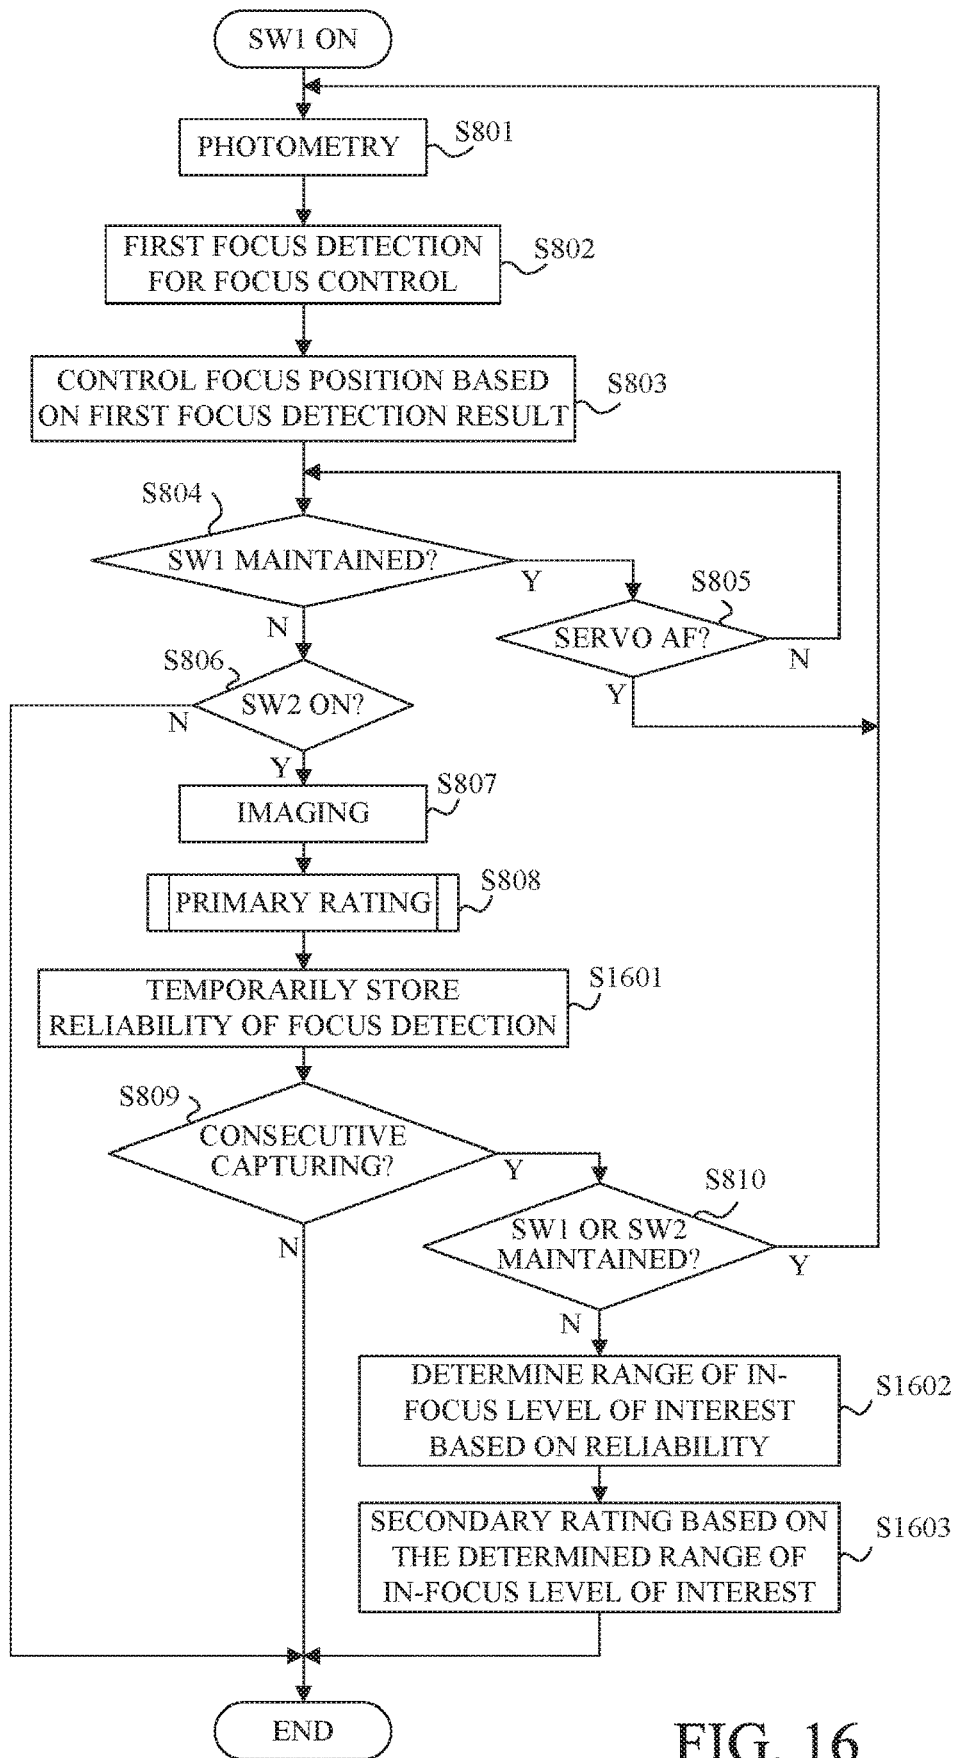 SW1 ON
PHOTOMETRY
S801
FIRST FOCUS DETECTION
FOR FOCUS CONTROL
S802
CONTROL FOCUS POSITION BASED
ON FIRST FOCUS DETECTION RESULT
S803
S804
SW1 MAINTAINED?
Y
N
S805
SERVO AF?
N
Y
S806
SW2 ON?
N
Y
IMAGING
S807
PRIMARY RATING
S808
TEMPORARILY STORE
RELIABILITY OF FOCUS DETECTION
S1601
S809
CONSECUTIVE
CAPTURING?
Y
N
S810
SW1 OR SW2
MAINTAINED?
Y
N
DETERMINE RANGE OF IN-
FOCUS LEVEL OF INTEREST
BASED ON RELIABILITY
S1602
SECONDARY RATING BASED ON
THE DETERMINED RANGE OF
IN-FOCUS LEVEL OF INTEREST
S1603
END
FIG. 16